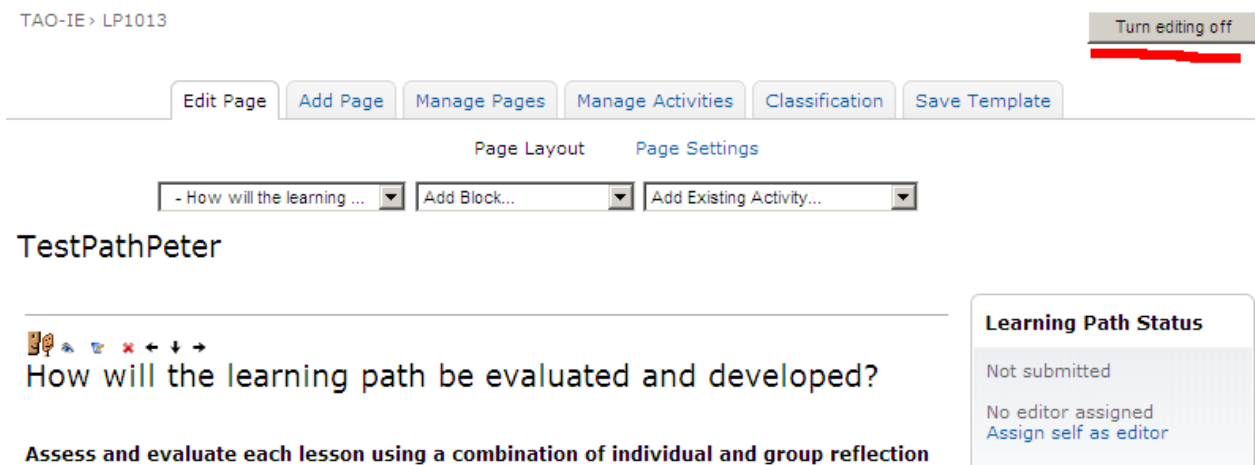 TAO-IE › LP1013
Turn editing off
Edit Page Add Page Manage Pages Manage Activities Classification Save Template
Page Layout Page Settings
- How will the learning ... Add Block... Add Existing Activity...
TestPathPeter
How will the learning path be evaluated and developed?
Assess and evaluate each lesson using a combination of individual and group reflection
Learning Path Status
Not submitted
No editor assigned
Assign self as editor